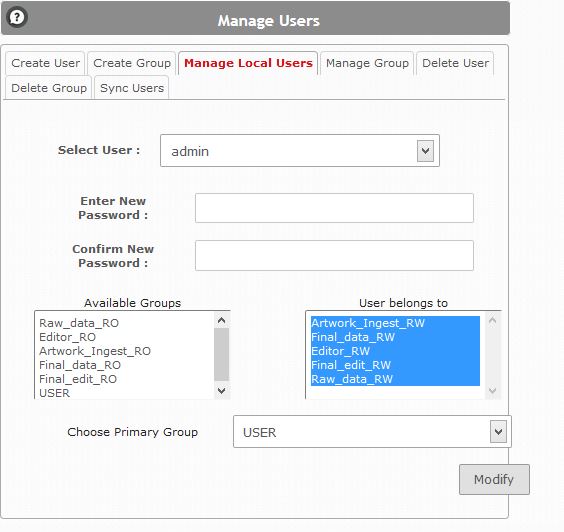 ?
Manage Users
Create User Create Group Manage Local Users Manage Group Delete User
Delete Group Sync Users
Select User : admin
Enter New
Password :
Confirm New
Password :
Available Groups User belongs to
Raw_data_RO
Editor_RO
Artwork_Ingest_RO
Final_data_RO
Final_edit_RO
USER
Artwork_Ingest_RW
Final_data_RW
Editor_RW
Final_edit_RW
Raw_data_RW
Choose Primary Group USER
Modify